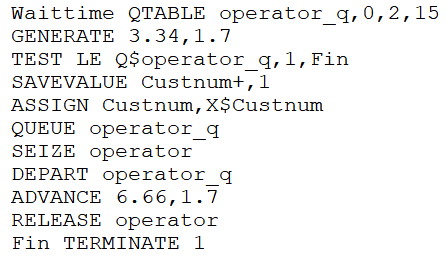 Waittime QTABLE operator_q,0,2,15
GENERATE 3.34,1.7
TEST LE Q$operator_q,1,Fin
SAVEVALUE Custnum+,1
ASSIGN Custnum,X$Custnum
QUEUE operator_q
SEIZE operator
DEPART operator_q
ADVANCE 6.66,1.7
RELEASE operator
Fin TERMINATE 1